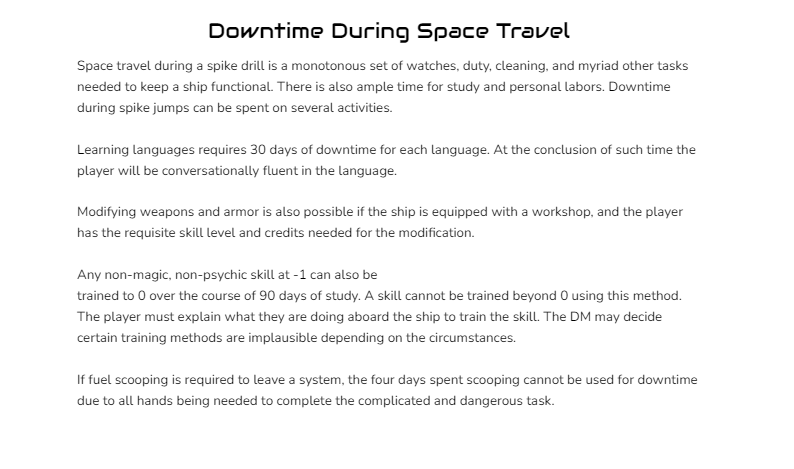 Downtime During Space Travel
Space travel during a spike drill is a monotonous set of watches, duty, cleaning, and myriad other tasks
needed to keep a ship functional. There is also ample time for study and personal labors. Downtime
during spike jumps can be spent on several activities.
Learning languages requires 30 days of downtime for each language. At the conclusion of such time the
player will be conversationally fluent in the language.
Modifying weapons and armor is also possible if the ship is equipped with a workshop, and the player
has the requisite skill level and credits needed for the modification.
Any non-magic, non-psychic skill at -1 can also be
trained to 0 over the course of 90 days of study. A skill cannot be trained beyond 0 using this method.
The player must explain what they are doing aboard the ship to train the skill. The DM may decide
certain training methods are implausible depending on the circumstances.
If fuel scooping is required to leave a system, the four days spent scooping cannot be used for downtime
due to all hands being needed to complete the complicated and dangerous task.